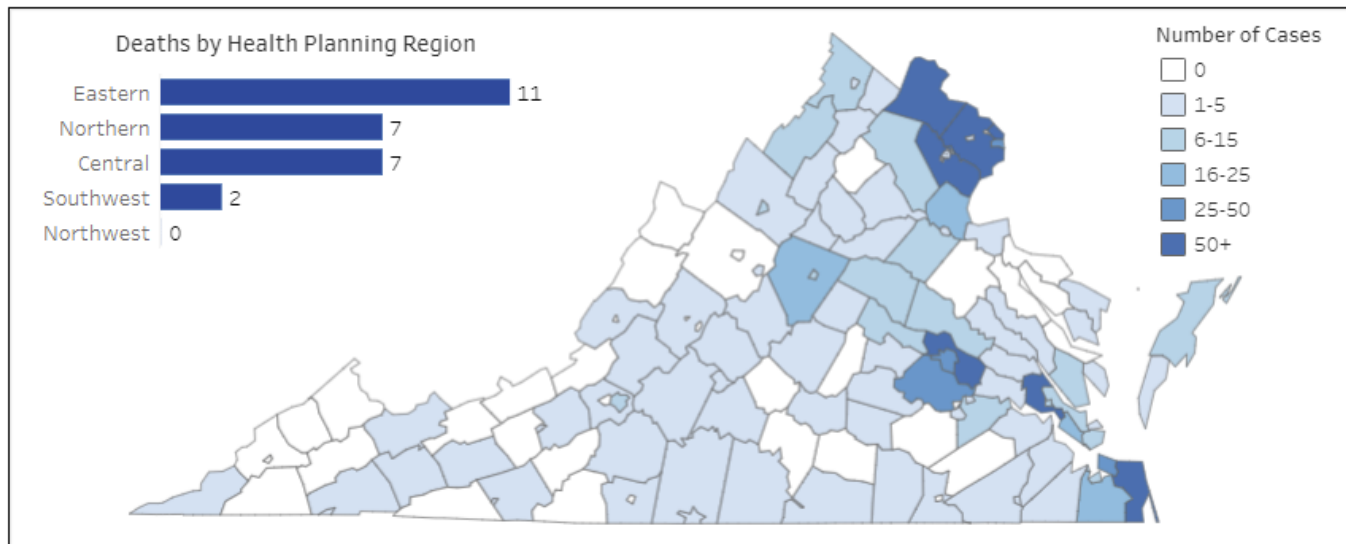 Deaths by Health Planning Region
Eastern 11
Northern 7
Central 7
Southwest 2
Northwest 0
Number of Cases
0
1-5
6-15
16-25
25-50
50+